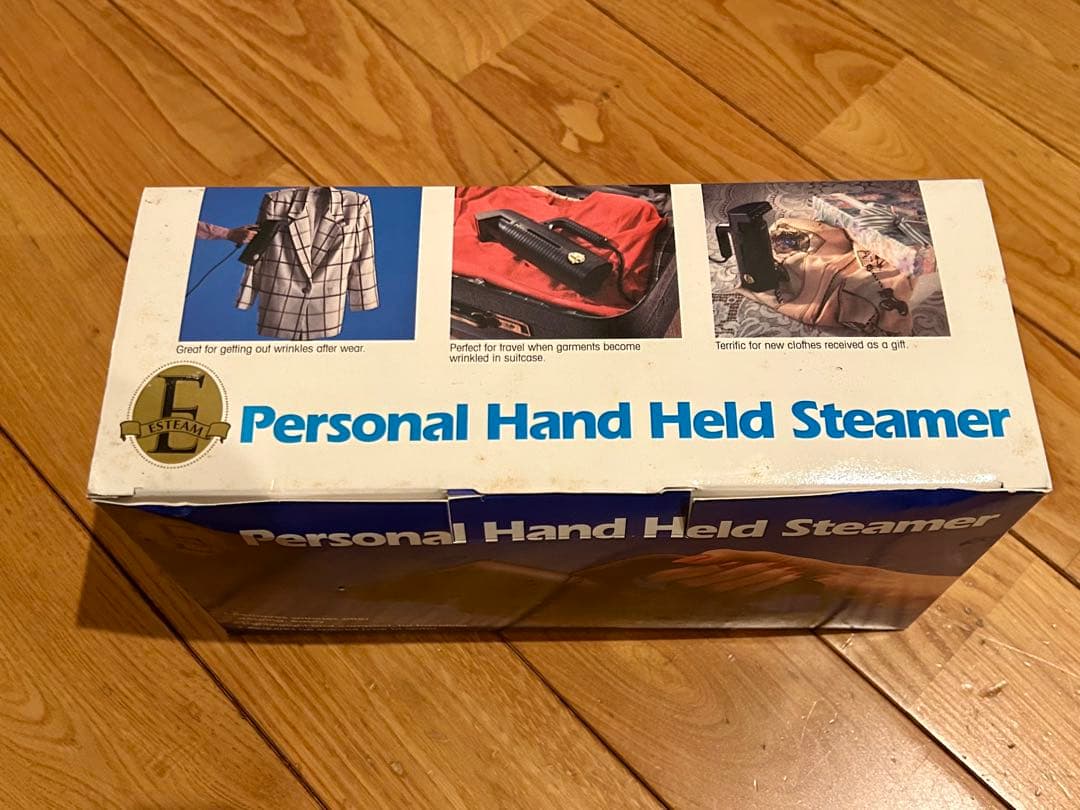 Great for getting out wrinkles after wear.
Perfect for travel when garments become
wrinkled in suitcase.
Terrific for new clothes received as a gift.
E
ESTEAM
Personal Hand Held Steamer
Personal Hand Held Steamer